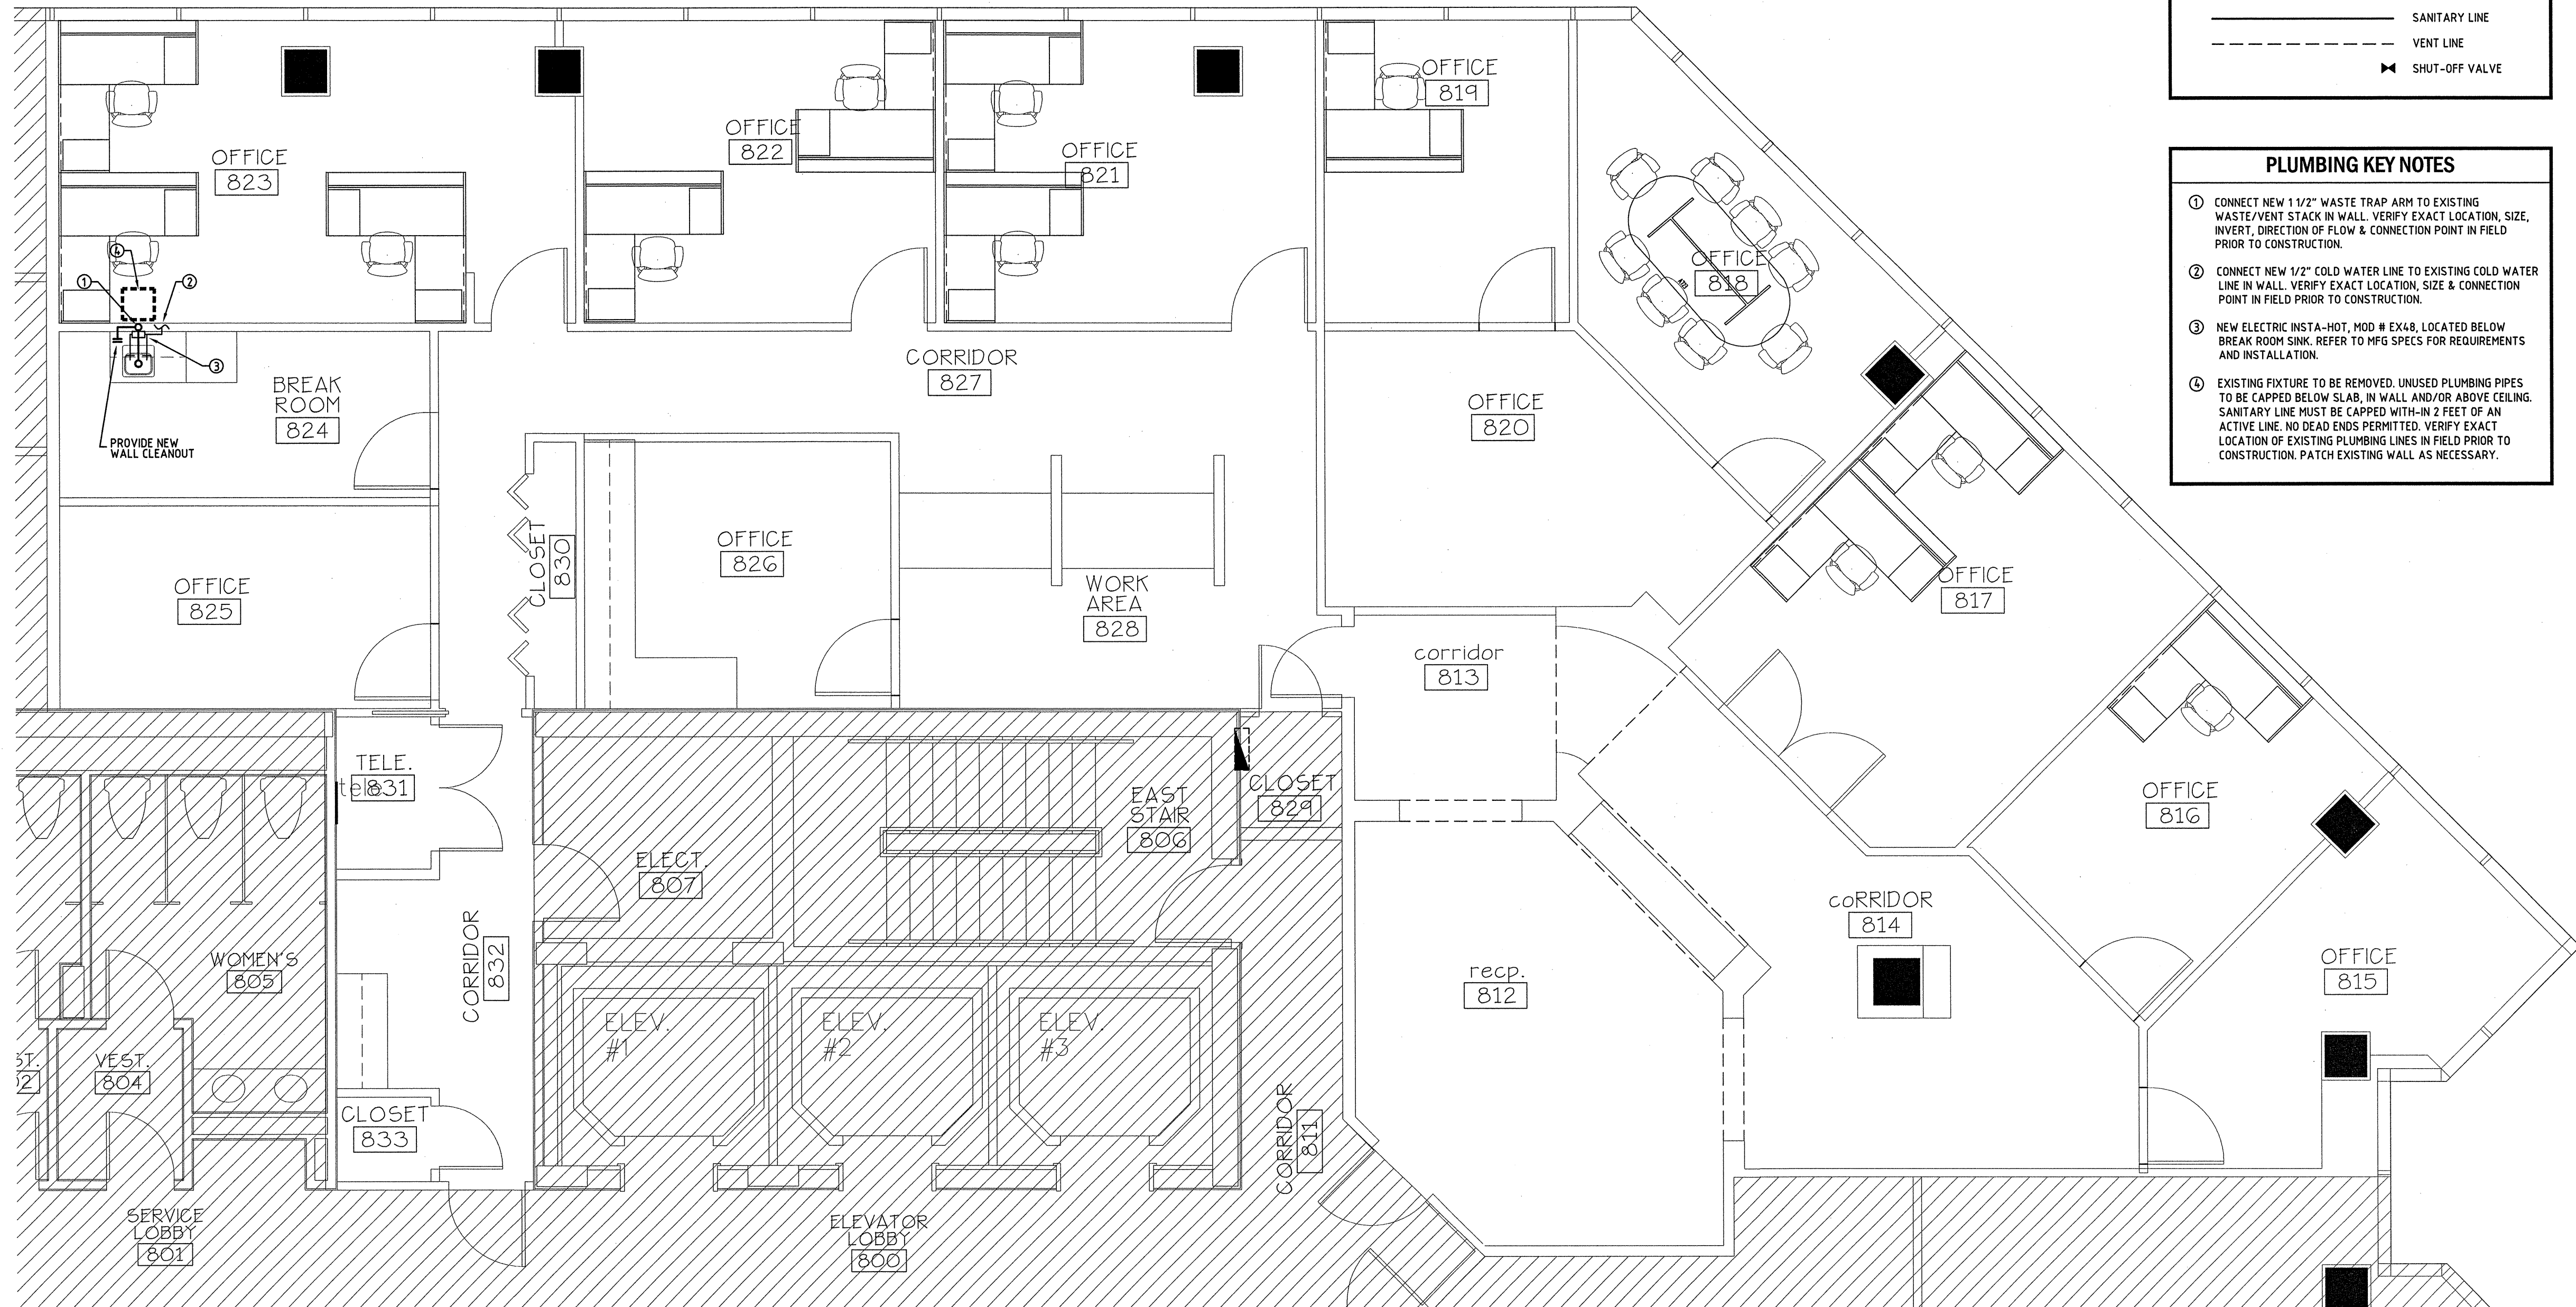 SANITARY LINE
VENT LINE
SHUT-OFF VALVE
PLUMBING KEY NOTES
1 CONNECT NEW 1 1/2" WASTE TRAP ARM TO EXISTING
WASTE/VENT STACK IN WALL. VERIFY EXACT LOCATION, SIZE,
INVERT, DIRECTION OF FLOW & CONNECTION POINT IN FIELD
PRIOR TO CONSTRUCTION.
2 CONNECT NEW 1/2" COLD WATER LINE TO EXISTING COLD WATER
LINE IN WALL. VERIFY EXACT LOCATION, SIZE & CONNECTION
POINT IN FIELD PRIOR TO CONSTRUCTION.
3 NEW ELECTRIC INSTA-HOT, MOD # EX48, LOCATED BELOW
BREAK ROOM SINK. REFER TO MFG SPECS FOR REQUIREMENTS
AND INSTALLATION.
4 EXISTING FIXTURE TO BE REMOVED. UNUSED PLUMBING PIPES
TO BE CAPPED BELOW SLAB, IN WALL AND/OR ABOVE CEILING.
SANITARY LINE MUST BE CAPPED WITH-IN 2 FEET OF AN
ACTIVE LINE. NO DEAD ENDS PERMITTED. VERIFY EXACT
LOCATION OF EXISTING PLUMBING LINES IN FIELD PRIOR TO
CONSTRUCTION. PATCH EXISTING WALL AS NECESSARY.
OFFICE
823
OFFICE
822
OFFICE
821
OFFICE
819
OFFICE
818
4
1
2
3
PROVIDE NEW
WALL CLEANOUT
BREAK
ROOM
824
CORRIDOR
827
OFFICE
820
OFFICE
825
CLOSET
830
OFFICE
826
WORK
AREA
828
OFFICE
817
corridor
813
TELE.
tele
831
EAST
STAIR
806
CLOSET
829
OFFICE
816
ELECT.
807
WOMEN'S
805
CORRIDOR
832
recp.
812
coRRIDOR
814
OFFICE
815
ELEV.
#1
ELEV.
#2
ELEV.
#3
ST.
02
VEST.
804
CLOSET
833
CORRIDOR
811
SERVICE
LOBBY
801
ELEVATOR
LOBBY
800